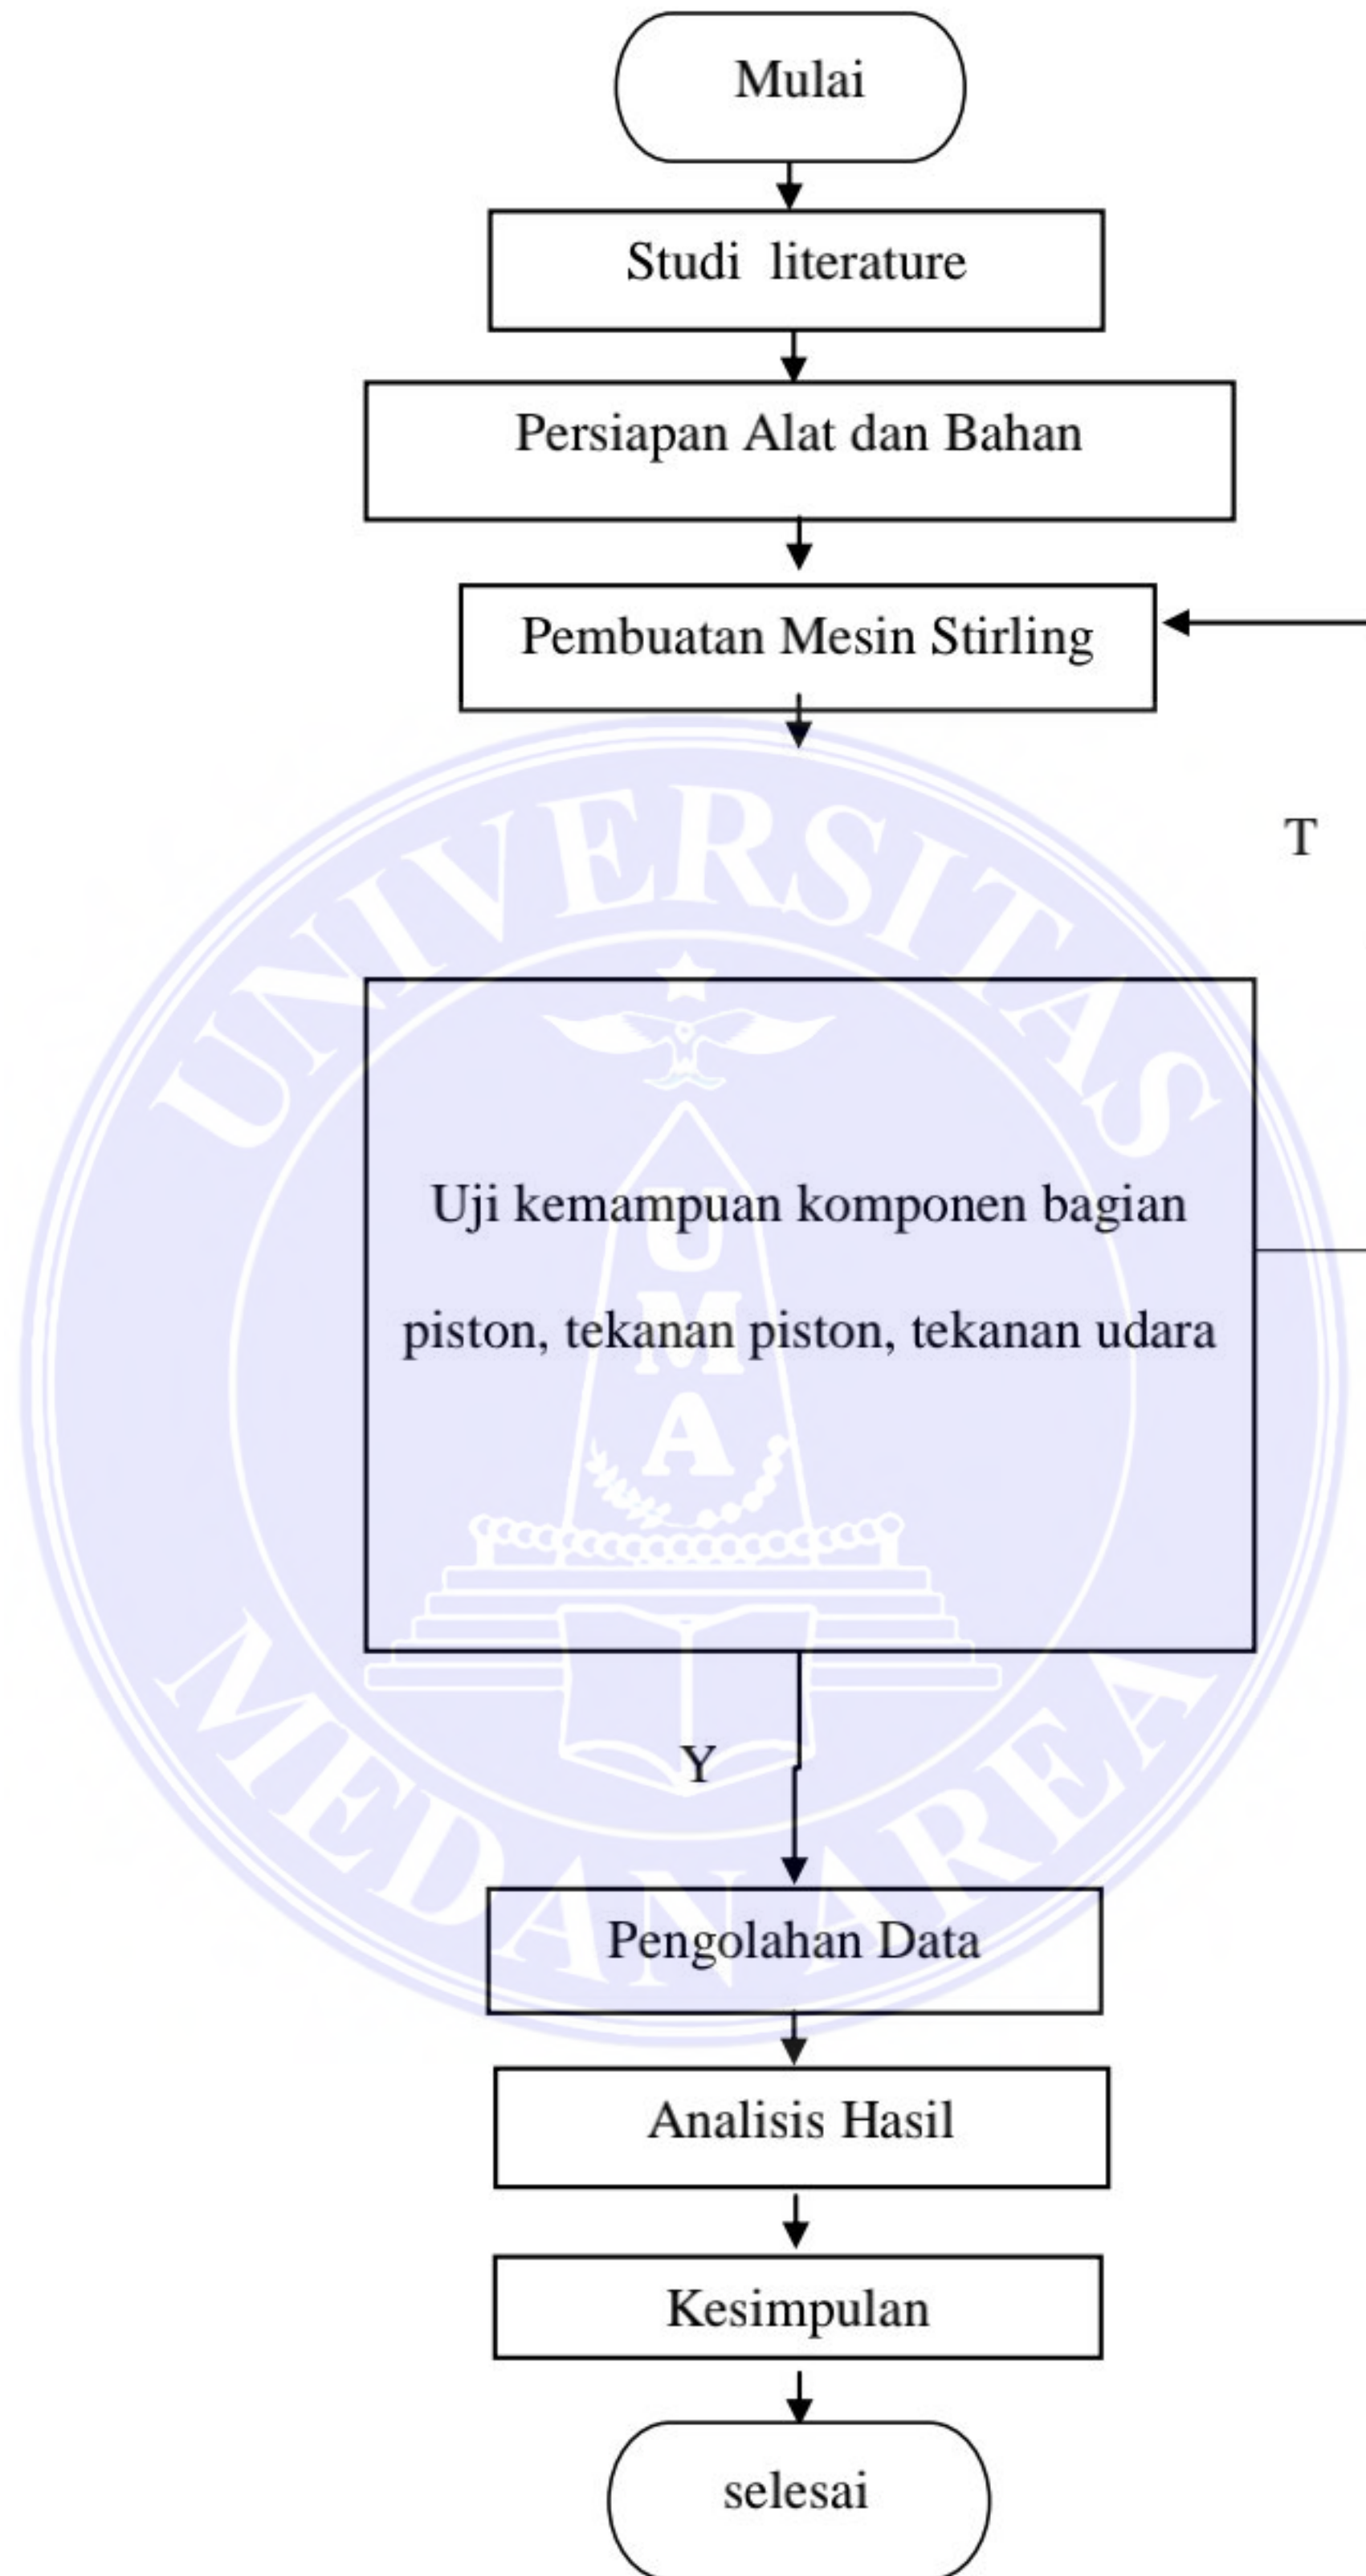 Mulai
Studi literature
Persiapan Alat dan Bahan
Pembuatan Mesin Stirling
T
UNIVERSITAS
Uji kemampuan komponen bagian
piston, tekanan piston, tekanan udara
U
M
A
Y
MEDAN AREA
Pengolahan Data
Analisis Hasil
Kesimpulan
selesai